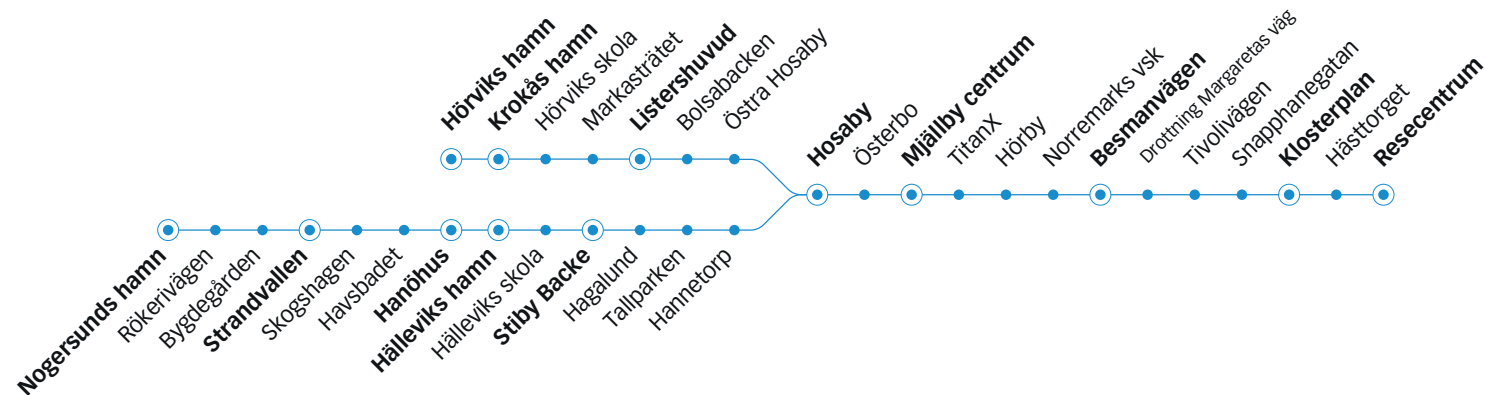 Hörviks hamn
Krokås hamn
Hörviks skola
Markasträtet
Listershuvud
Bolsabacken
Östra Hosaby
Hosaby
Österbo
Mjällby centrum
TitanX
Hörby
Norremarks vsk
Besmanvägen
Drottning Margaretas väg
Tivolivägen
Snapphanegatan
Klosterplan
Hästtorget
Resecentrum
Nogersunds hamn
Rökerivägen
Bygdegården
Strandvallen
Skogshagen
Havsbadet
Hanöhus
Hälleviks hamn
Hälleviks skola
Stiby Backe
Hagalund
Tallparken
Hannetorp